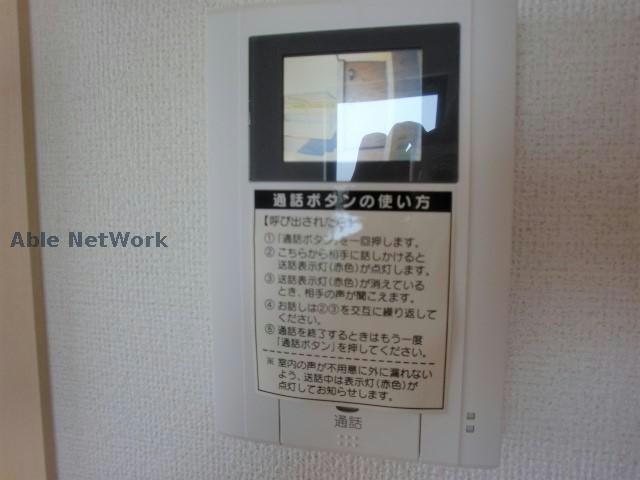 通話ボタンの使い方
【呼び出されたら】
①「通話ボタン」を一回押します。
②こちらから相手に話しかけると
送話表示灯(赤色)が点灯します。
③送話表示灯(赤色)が消えている
とき、相手の声が聞こえます。
④お話しは②③を交互に繰り返して
ください。
⑤通話を終了するときはもう一度
「通話ボタン」を押してください。
※室内の声が不用意に外に漏れない
よう、送話中は表示灯(赤色)が
点灯してお知らせします。
通話
Able NetWork